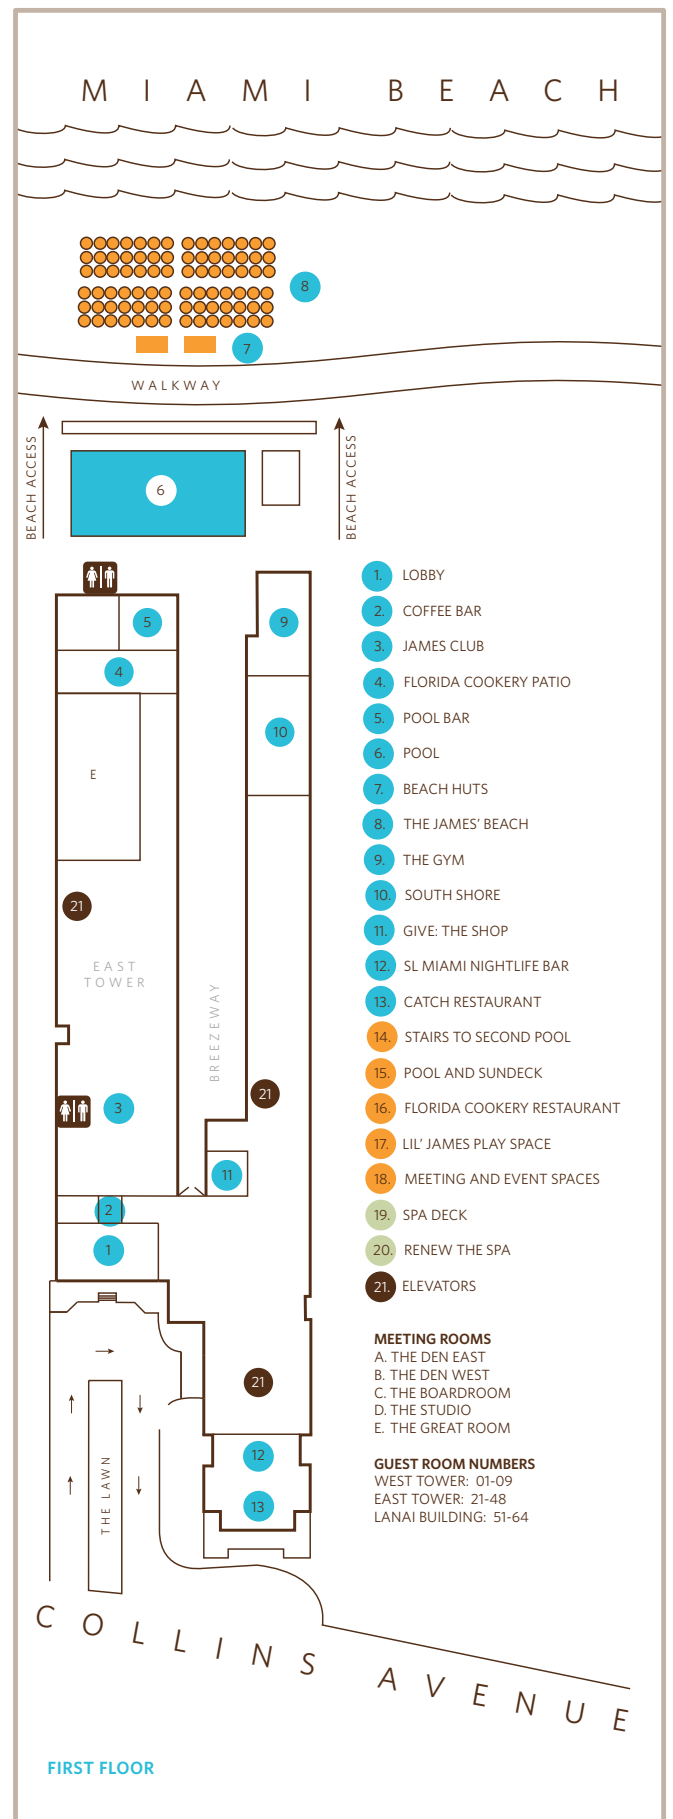 MIAMI BEACH
8
7
WALKWAY
BEACH ACCESS
BEACH ACCESS
6
5
9
4
10
E
21
EAST
TOWER
BREEZEWAY
21
3
11
2
1
21
12
13
THE LAWN
1. LOBBY
2. COFFEE BAR
3. JAMES CLUB
4. FLORIDA COOKERY PATIO
5. POOL BAR
6. POOL
7. BEACH HUTS
8. THE JAMES’ BEACH
9. THE GYM
10. SOUTH SHORE
11. GIVE: THE SHOP
12. SL MIAMI NIGHTLIFE BAR
13. CATCH RESTAURANT
14. STAIRS TO SECOND POOL
15. POOL AND SUNDECK
16. FLORIDA COOKERY RESTAURANT
17. LIL’ JAMES PLAY SPACE
18. MEETING AND EVENT SPACES
19. SPA DECK
20. RENEW THE SPA
21. ELEVATORS
MEETING ROOMS
A. THE DEN EAST
B. THE DEN WEST
C. THE BOARDROOM
D. THE STUDIO
E. THE GREAT ROOM
GUEST ROOM NUMBERS
WEST TOWER: 01-09
EAST TOWER: 21-48
LANAI BUILDING: 51-64
COLLINS AVENUE
FIRST FLOOR